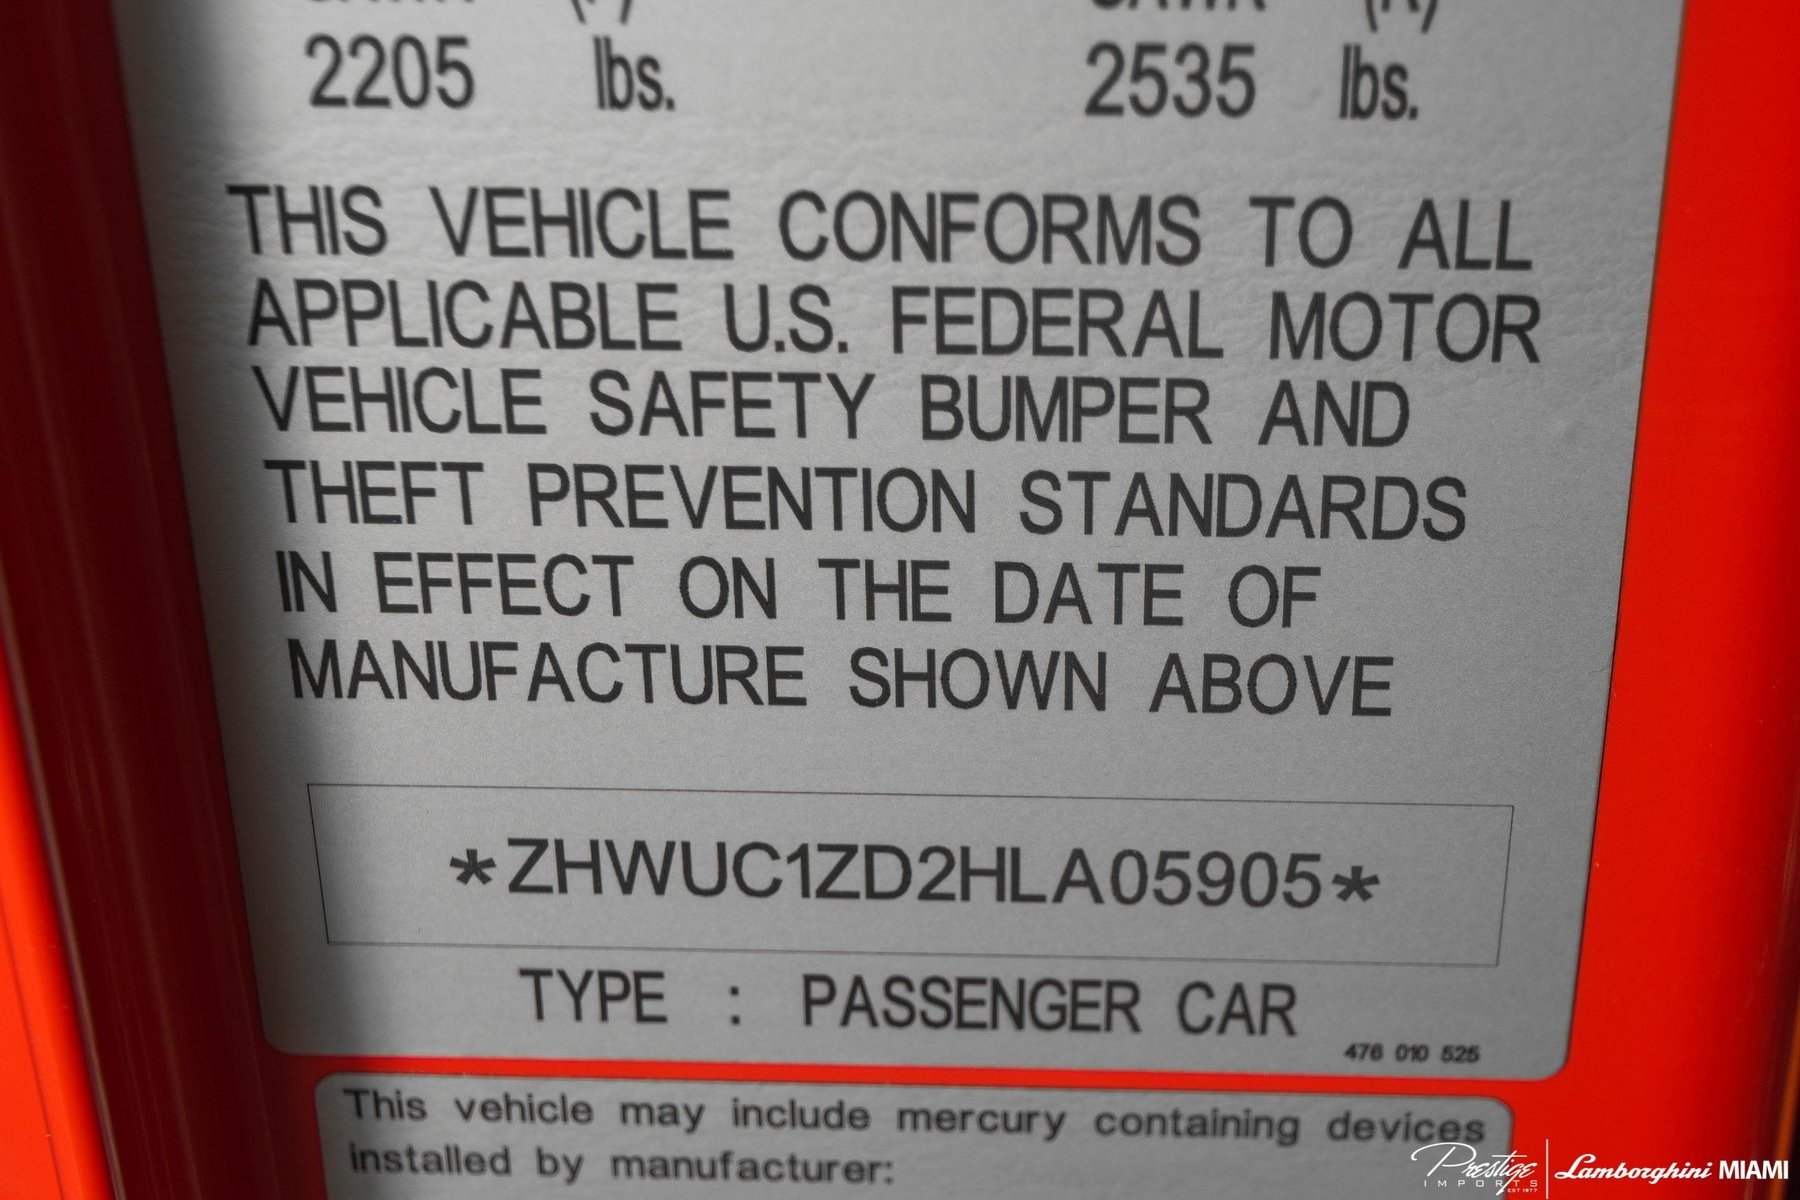 2205 lbs. 2535 lbs.
THIS VEHICLE CONFORMS TO ALL
APPLICABLE U.S. FEDERAL MOTOR
VEHICLE SAFETY BUMPER AND
THEFT PREVENTION STANDARDS
IN EFFECT ON THE DATE OF
MANUFACTURE SHOWN ABOVE
*ZHWUC1ZD2HLA05905*
TYPE : PASSENGER CAR
476 010 525
This vehicle may include mercury containing devices
installed by manufacturer:
Prestige
IMPORTS
EST 1977
Lamborghini MIAMI